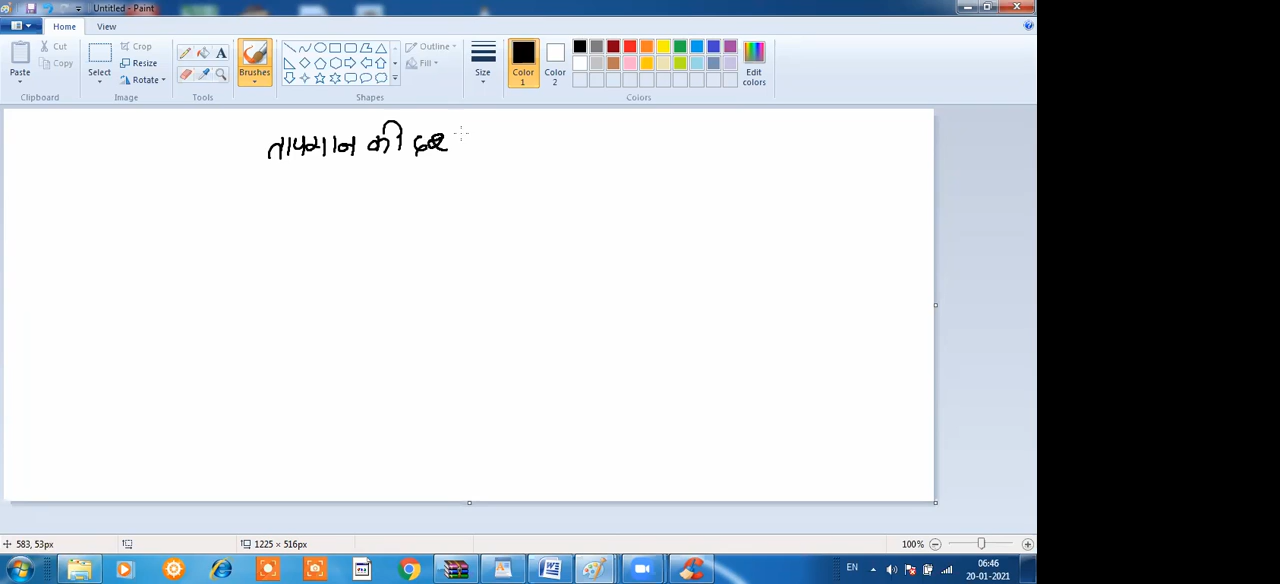 Untitled - Paint
Home View
Paste
Cut
Copy
Clipboard
Select
Crop
Resize
Rotate
Image
Tools
Brushes
Shapes
Outline
Fill
Size
Color 1
Color 2
Edit colors
Colors
तापमान की
583, 53px
1225 × 516px
100%
EN
06:46
20-01-2021